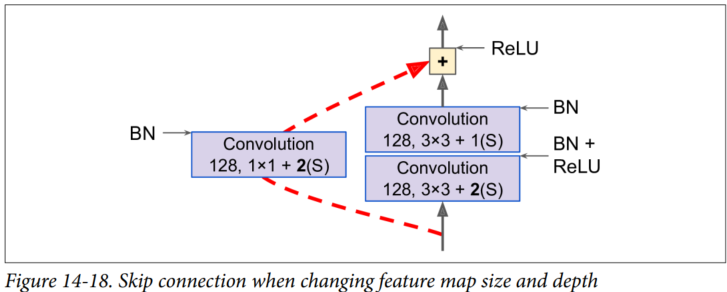 ReLU
+
BN
Convolution
128, 3×3 + 1(S)
BN
Convolution
128, 1×1 + 2(S)
BN +
ReLU
Convolution
128, 3×3 + 2(S)
Figure 14-18. Skip connection when changing feature map size and depth